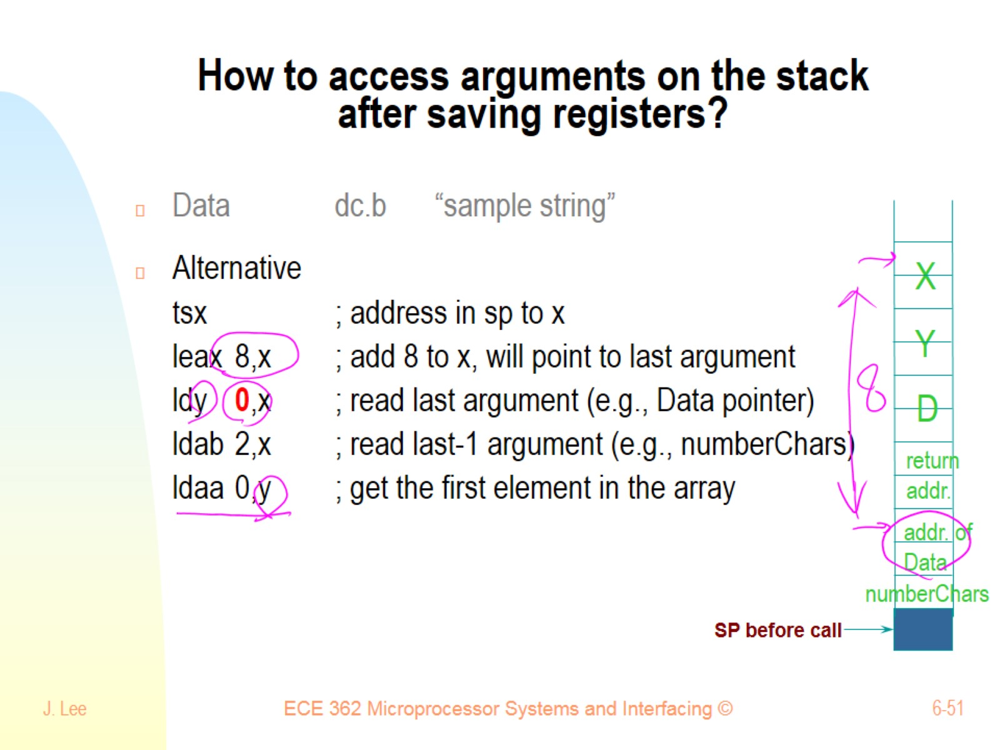 How to access arguments on the stack
after saving registers?
Data dc.b “sample string”
Alternative
tsx ; address in sp to x
leax 8,x ; add 8 to x, will point to last argument
ldy 0,x ; read last argument (e.g., Data pointer)
ldab 2,x ; read last-1 argument (e.g., numberChars)
ldaa 0,y ; get the first element in the array
X
Y
8
D
return
addr.
addr. of
Data
numberChars
SP before call
J. Lee ECE 362 Microprocessor Systems and Interfacing © 6-51